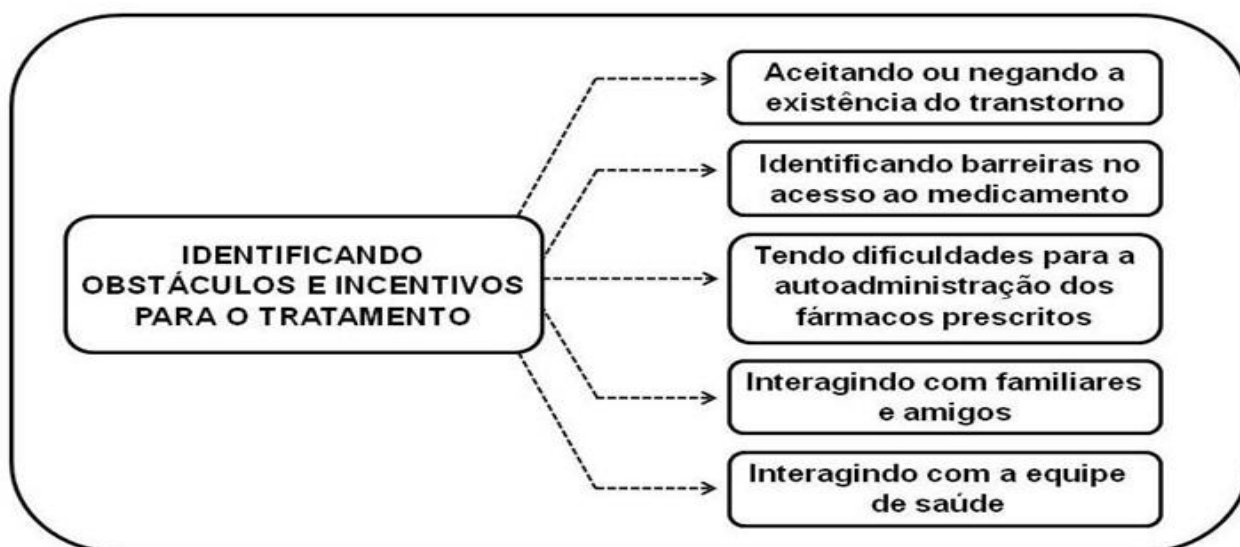 IDENTIFICANDO
OBSTÁCULOS E INCENTIVOS
PARA O TRATAMENTO
Aceitando ou negando a
existência do transtorno
Identificando barreiras no
acesso ao medicamento
Tendo dificuldades para a
autoadministração dos
fármacos prescritos
Interagindo com familiares
e amigos
Interagindo com a equipe
de saúde